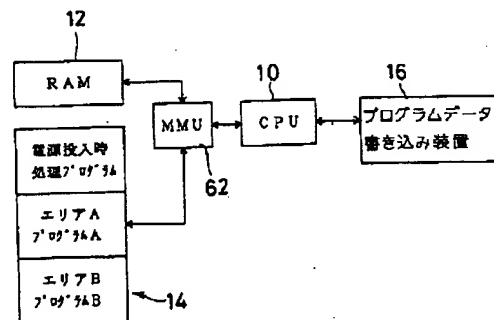 12
RAM
10
16
MMU
CPU
プログラムデータ
書き込み装置
62
電源投入時
処理プログラム
エリアA
プログラムA
エリアB
プログラムB
14